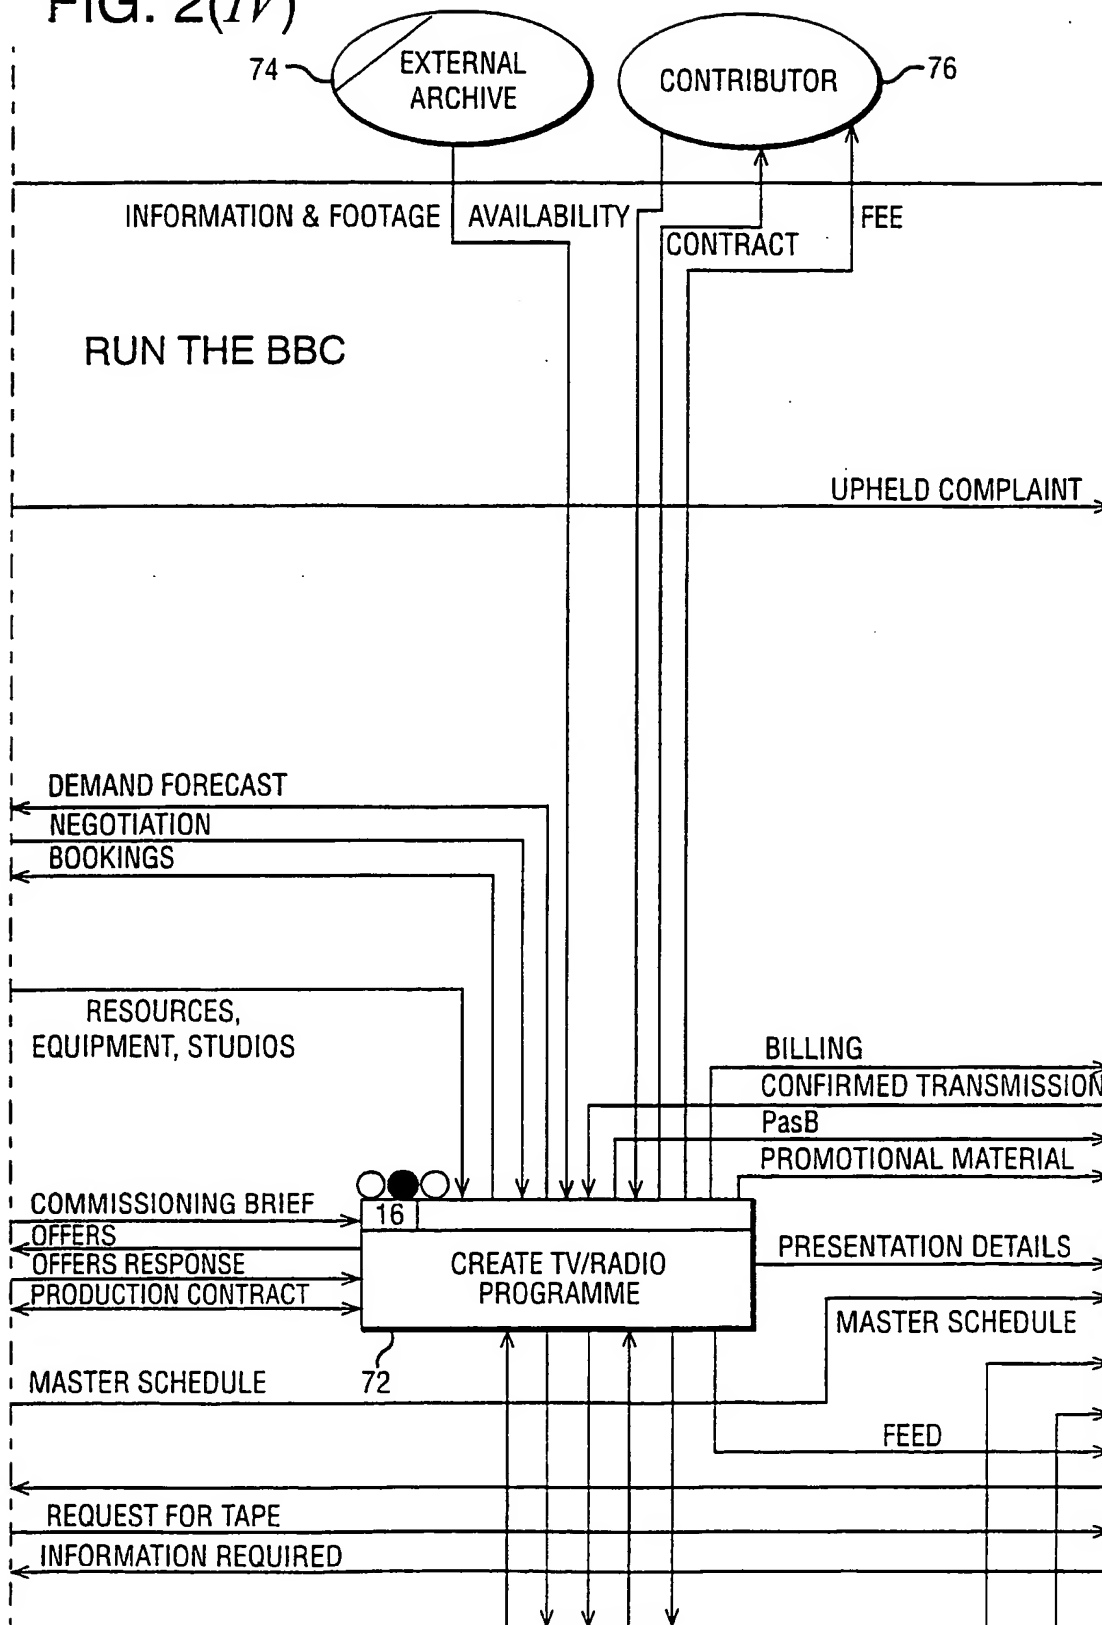 FIG. 2(IV)
74
EXTERNAL
ARCHIVE
CONTRIBUTOR
76
INFORMATION & FOOTAGE
AVAILABILITY
FEE
CONTRACT
RUN THE BBC
UPHELD COMPLAINT
DEMAND FORECAST
NEGOTIATION
BOOKINGS
RESOURCES,
EQUIPMENT, STUDIOS
BILLING
CONFIRMED TRANSMISSION
PasB
PROMOTIONAL MATERIAL
COMMISSIONING BRIEF
16
OFFERS
OFFERS RESPONSE
PRODUCTION CONTRACT
CREATE TV/RADIO
PROGRAMME
PRESENTATION DETAILS
MASTER SCHEDULE
72
MASTER SCHEDULE
FEED
REQUEST FOR TAPE
INFORMATION REQUIRED